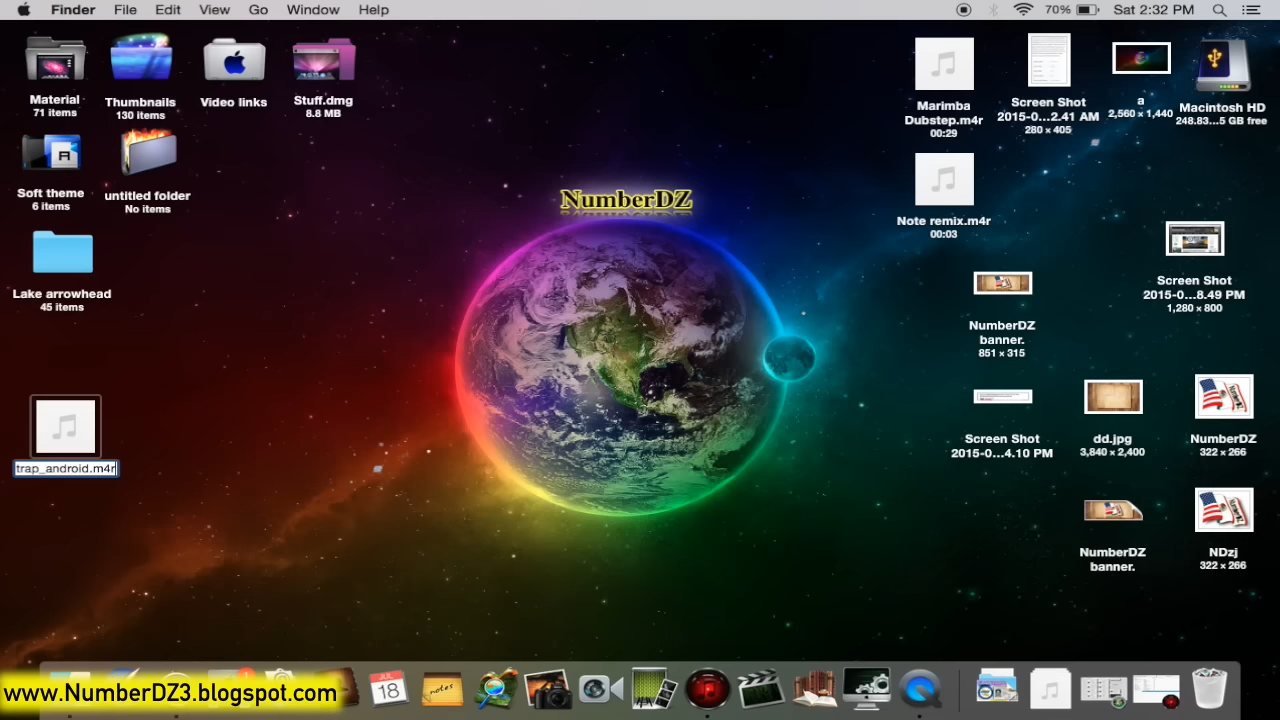 Finder File Edit View Go Window Help
70% Sat 2:32 PM
Material
71 items
Thumbnails
130 items
Video links
Stuff.dmg
8.8 MB
Marimba
Dubstep.m4r
00:29
Screen Shot
2015-0...2.41 AM
280 × 405
a
2,560 × 1,440
Macintosh HD
248.83...5 GB free
Soft theme
6 items
untitled folder
No items
Note remix.m4r
00:03
NumberDZ
Lake arrowhead
45 items
Screen Shot
2015-0...8.49 PM
1,280 × 800
NumberDZ
banner.
851 × 315
trap_android.m4r
Screen Shot
2015-0...4.10 PM
dd.jpg
3,840 × 2,400
NumberDZ
322 × 266
NumberDZ
banner.
NDzj
322 × 266
JUL
18
notes
www.NumberDZ3.blogspot.com